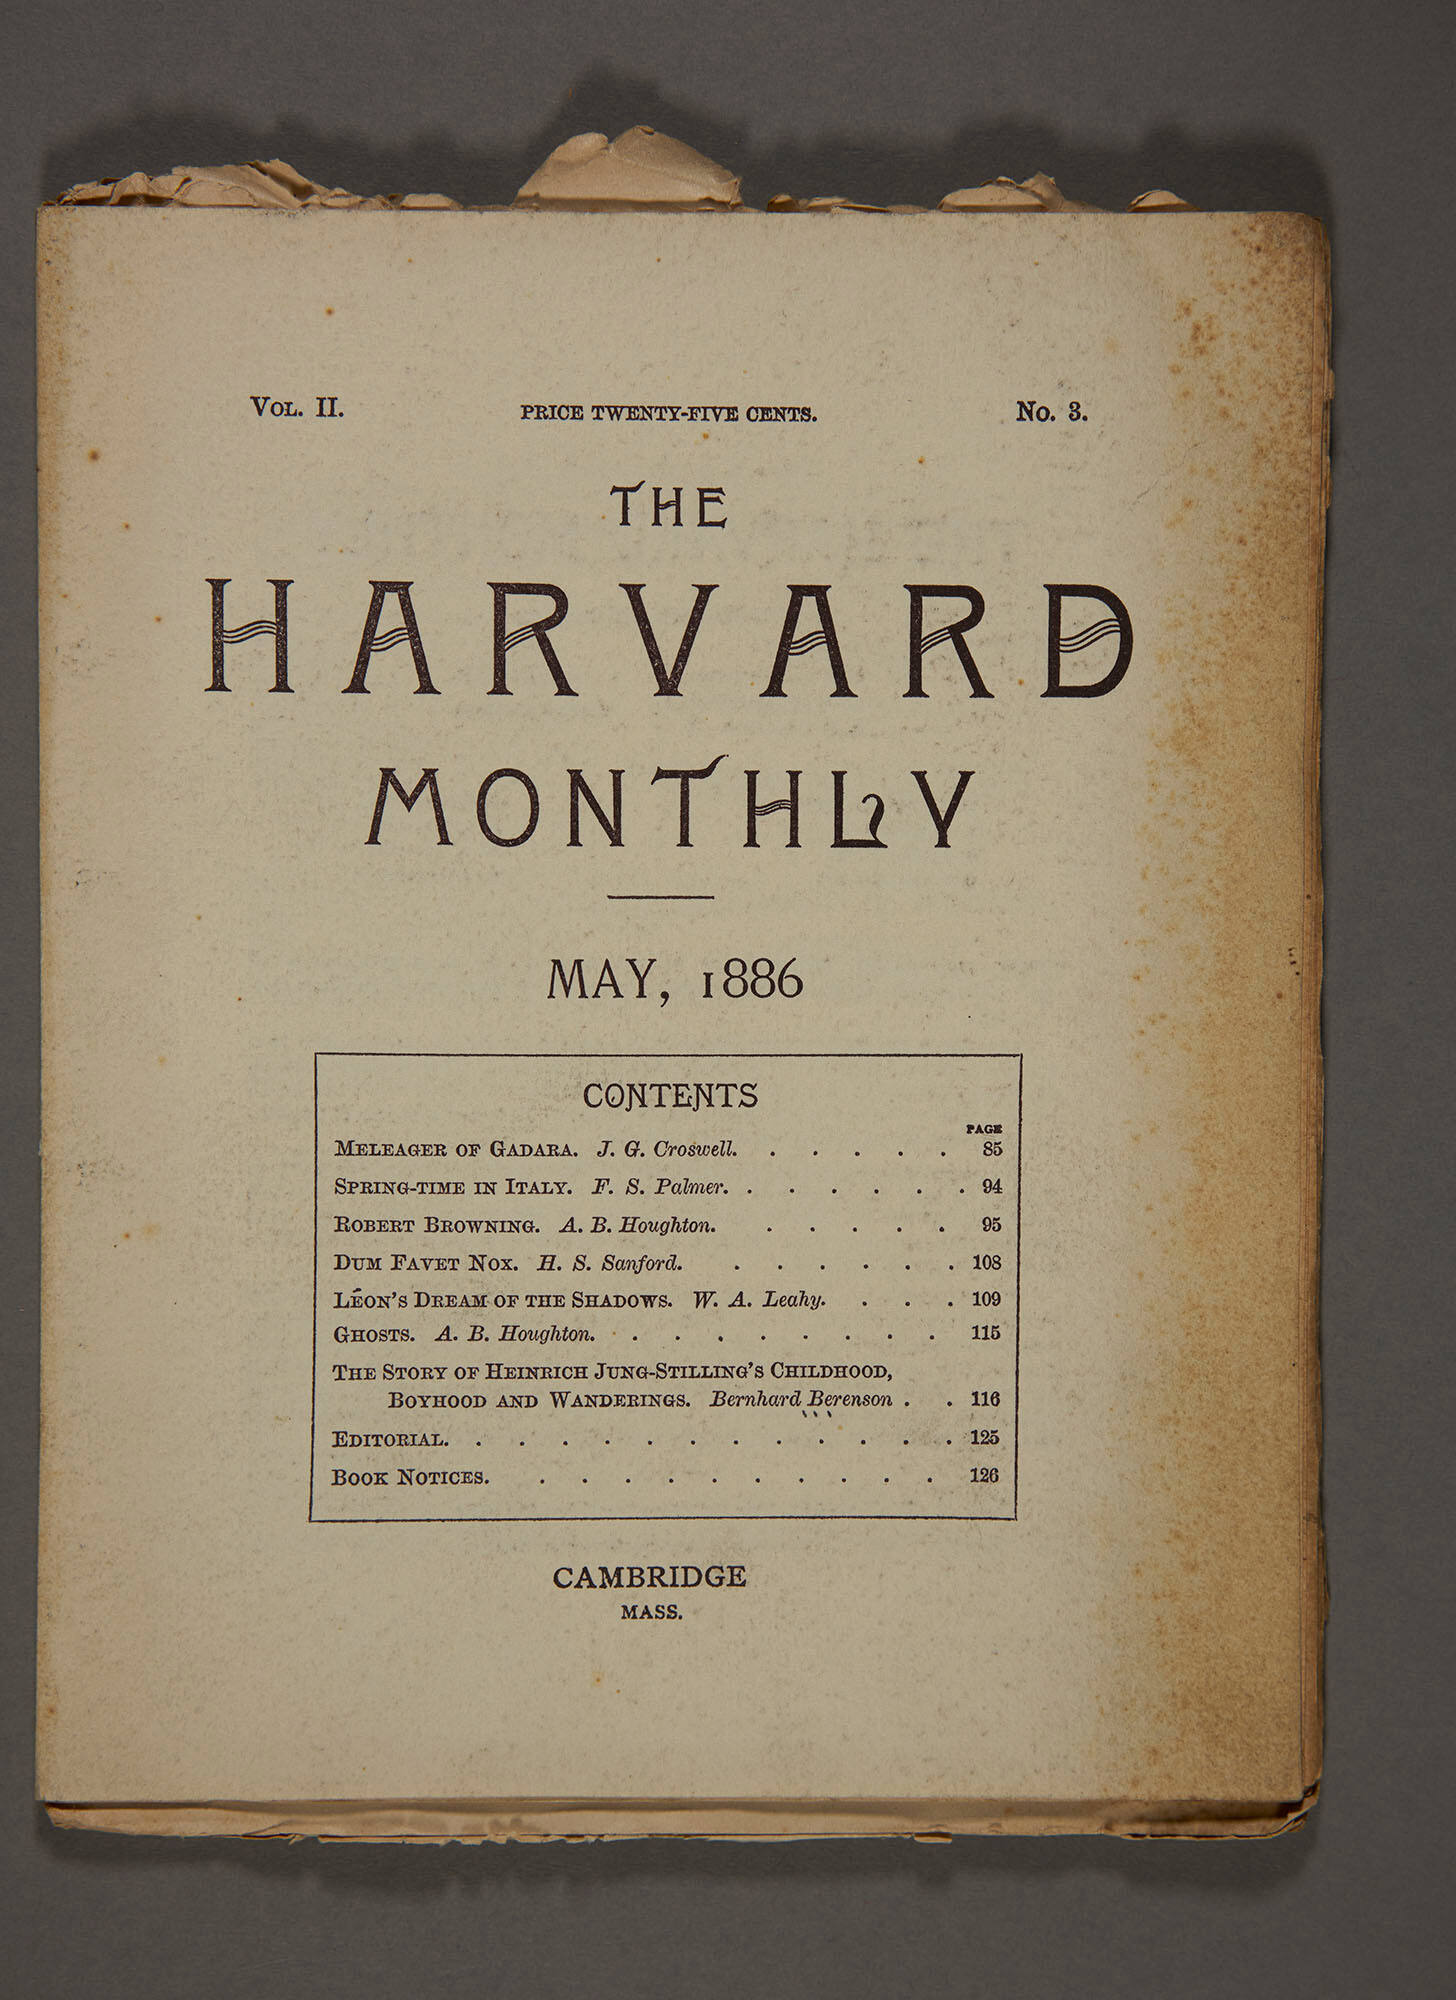 VOL. II. PRICE TWENTY-FIVE CENTS. No. 3.
THE
HARVARD
MONTHLY
MAY, 1886
CONTENTS
PAGE
MELEAGER OF GADARA. J. G. Croswell. . . . . . 85
SPRING-TIME IN ITALY. F. S. Palmer. . . . . . . 94
ROBERT BROWNING. A. B. Houghton. . . . . . 95
DUM FAVET NOX. H. S. Sanford. . . . . . . 108
LÉON'S DREAM OF THE SHADOWS. W. A. Leahy. . . . 109
GHOSTS. A. B. Houghton. . . . . . . . . 115
THE STORY OF HEINRICH JUNG-STILLING'S CHILDHOOD,
BOYHOOD AND WANDERINGS. Bernhard Berenson . . 116
EDITORIAL. . . . . . . . . . . . . 125
BOOK NOTICES. . . . . . . . . . . 126
CAMBRIDGE
MASS.